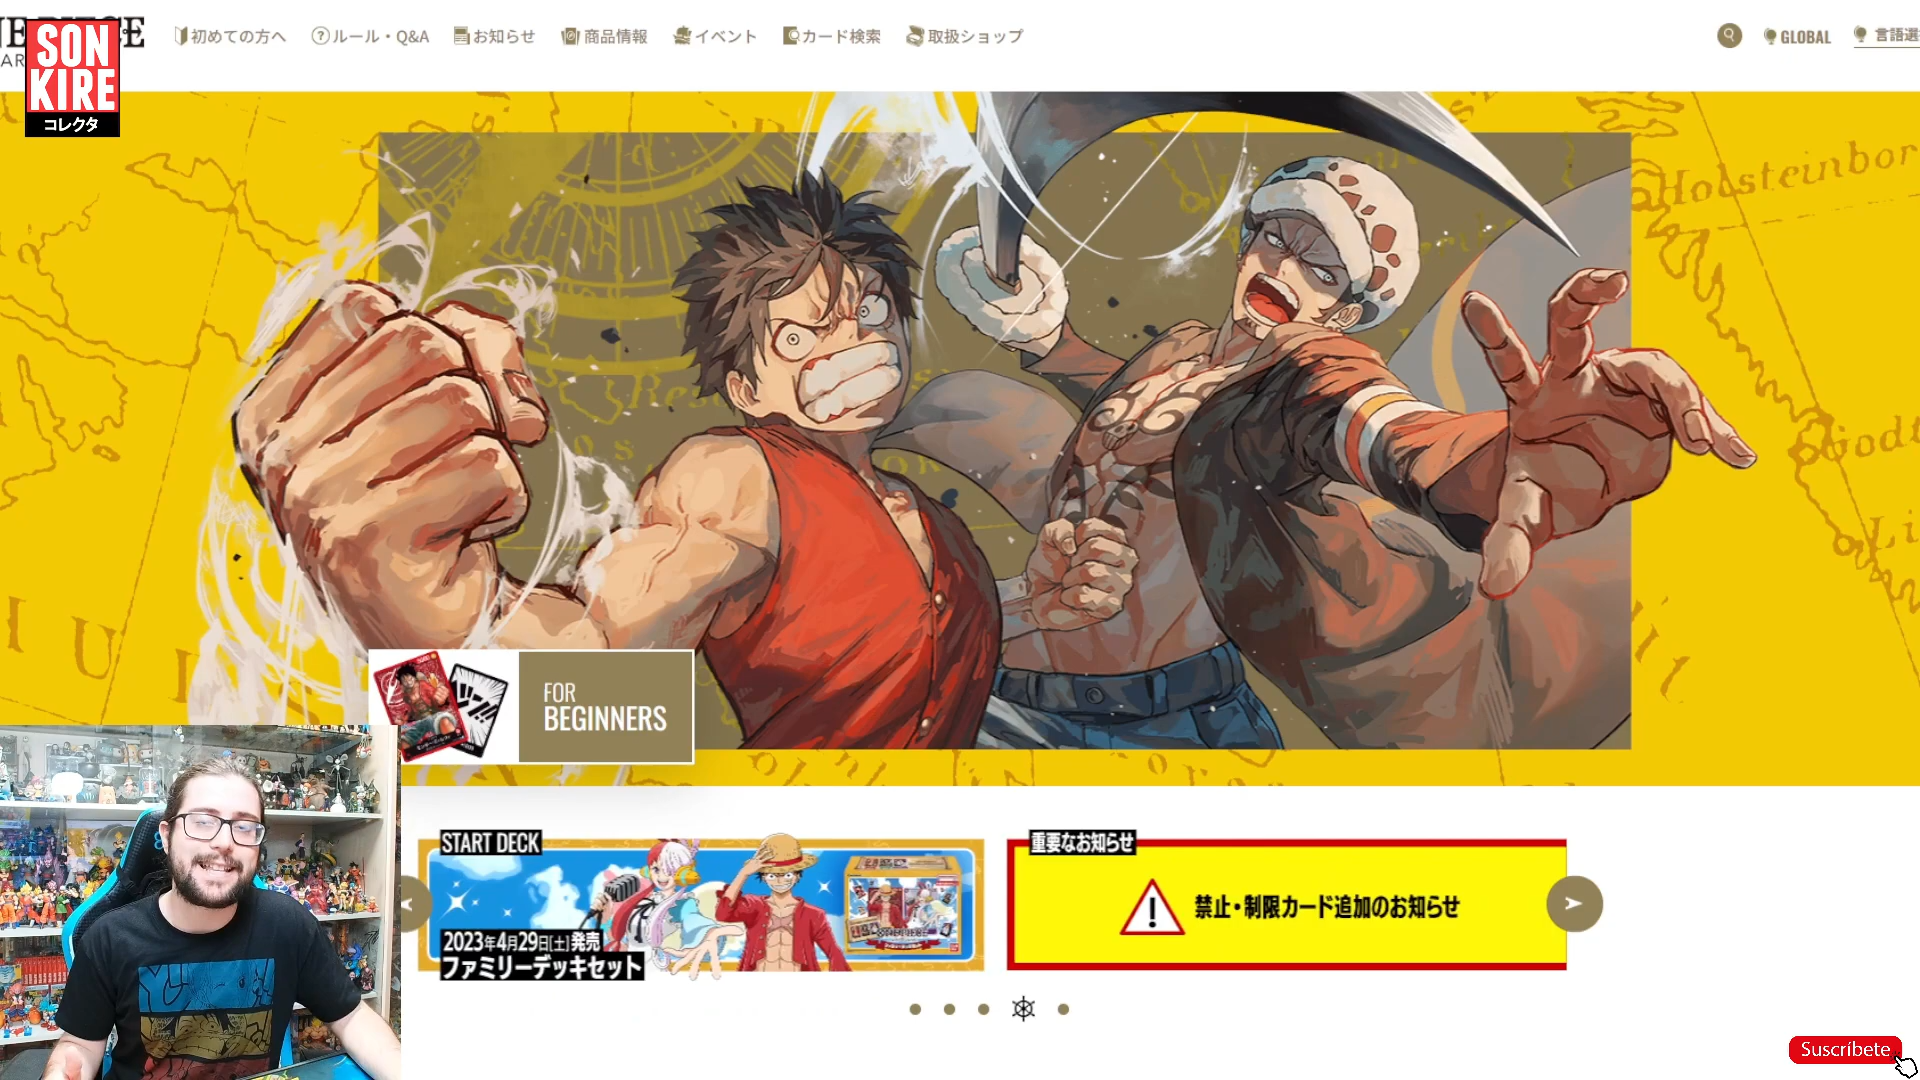 SON
KIRE
コレクタ
初めての方へ
ルール・Q&A
お知らせ
商品情報
イベント
カード検索
取扱ショップ
GLOBAL
言語選
Holsteinbor
FOR
BEGINNERS
START DECK
2023年4月29日[土]発売
ファミリーデッキセット
重要なお知らせ
禁止・制限カード追加のお知らせ
Suscríbete